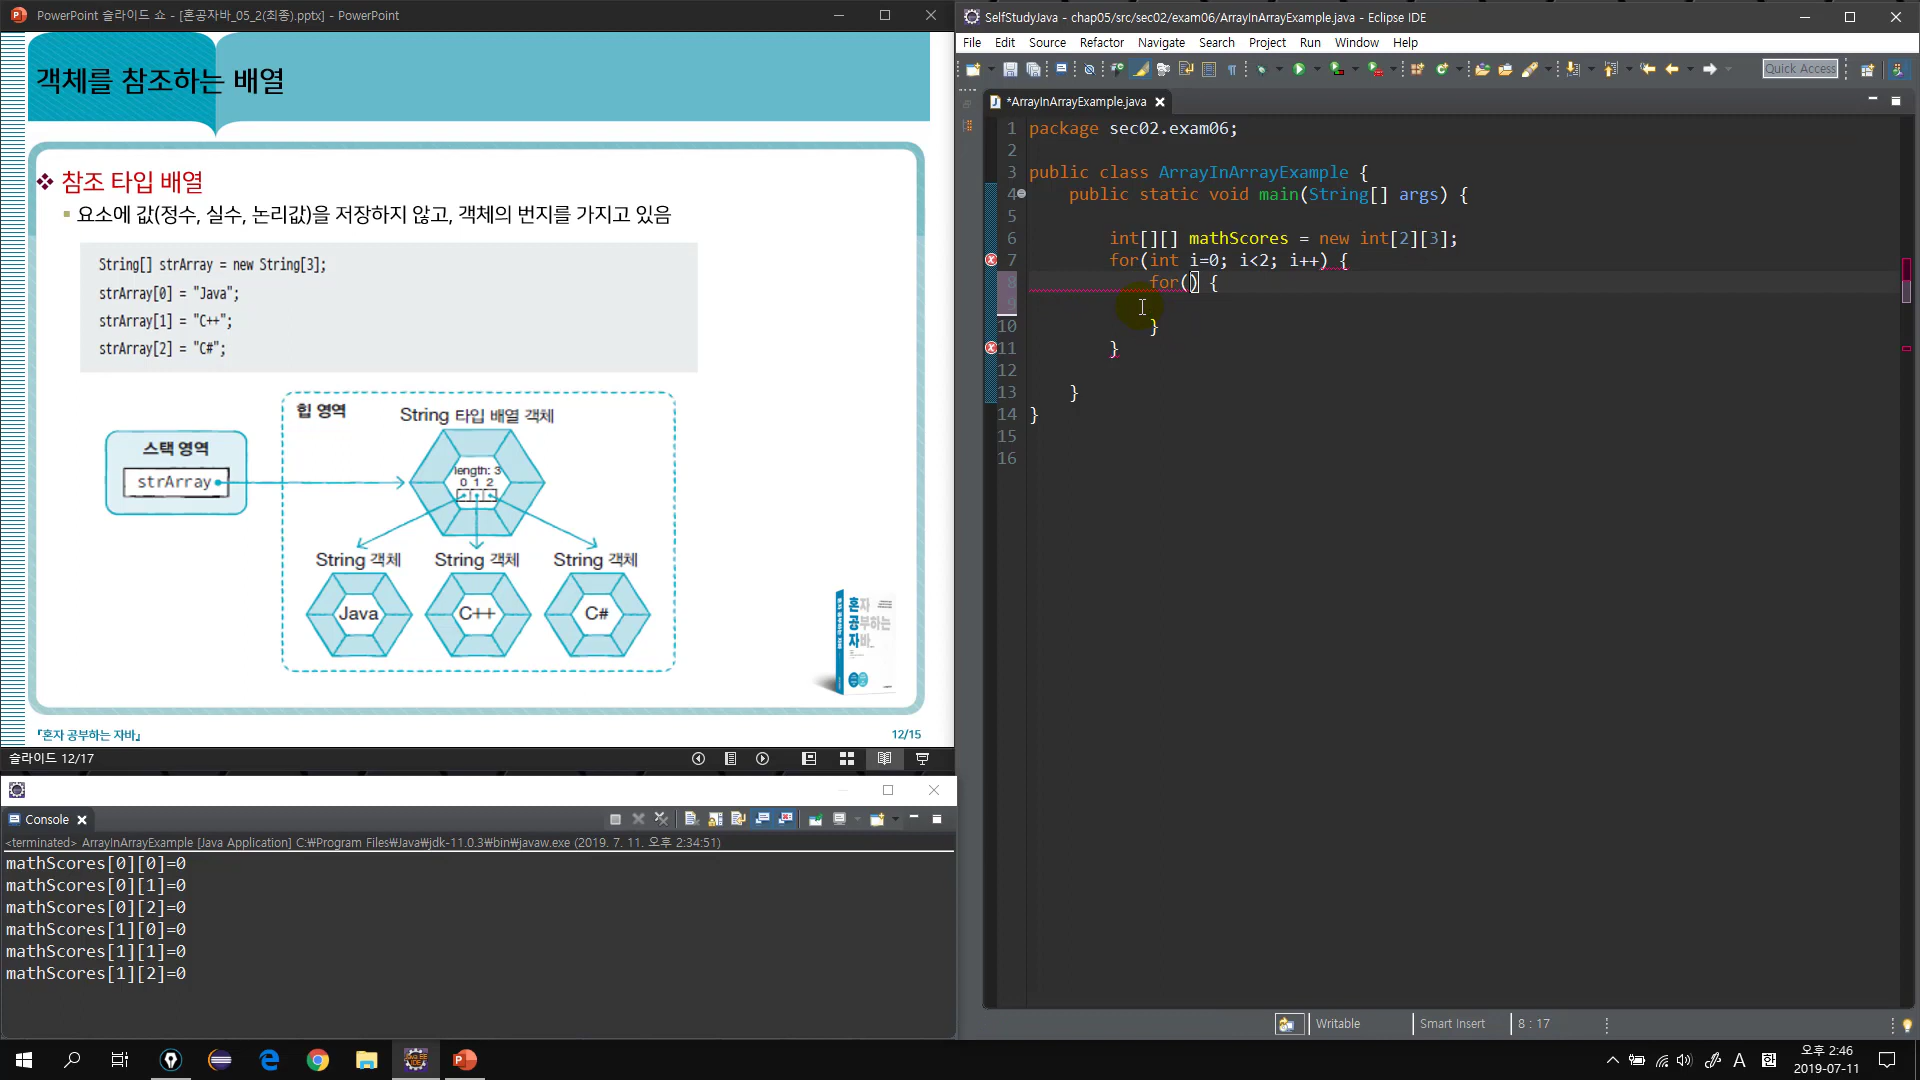 PowerPoint 슬라이드 쇼 - [혼공자바_05_2(최종).pptx] - PowerPoint
객체를 참조하는 배열
참조 타입 배열
요소에 값(정수, 실수, 논리값)을 저장하지 않고, 객체의 번지를 가지고 있음
String[] strArray = new String[3];
strArray[0] = "Java";
strArray[1] = "C++";
strArray[2] = "C#";
힙 영역
String 타입 배열 객체
스택 영역
strArray
length: 3
0 1 2
String 객체
String 객체
String 객체
Java
C++
C#
혼자
공부하는
자바
『혼자 공부하는 자바』
12/15
슬라이드 12/17
Console
<terminated> ArrayInArrayExample [Java Application] C:₩Program Files₩Java₩jdk-11.0.3₩bin₩javaw.exe (2019. 7. 11. 오후 2:34:51)
mathScores[0][0]=0
mathScores[0][1]=0
mathScores[0][2]=0
mathScores[1][0]=0
mathScores[1][1]=0
mathScores[1][2]=0
SelfStudyJava - chap05/src/sec02/exam06/ArrayInArrayExample.java - Eclipse IDE
File Edit Source Refactor Navigate Search Project Run Window Help
Quick Access
*ArrayInArrayExample.java
1 package sec02.exam06;
2
3 public class ArrayInArrayExample {
4 public static void main(String[] args) {
5
6 int[][] mathScores = new int[2][3];
7 for(int i=0; i<2; i++) {
8 for() {
9
10 }
11 }
12
13 }
14 }
15
16
Writable
Smart Insert
8 : 17
A 한
오후 2:46
2019-07-11